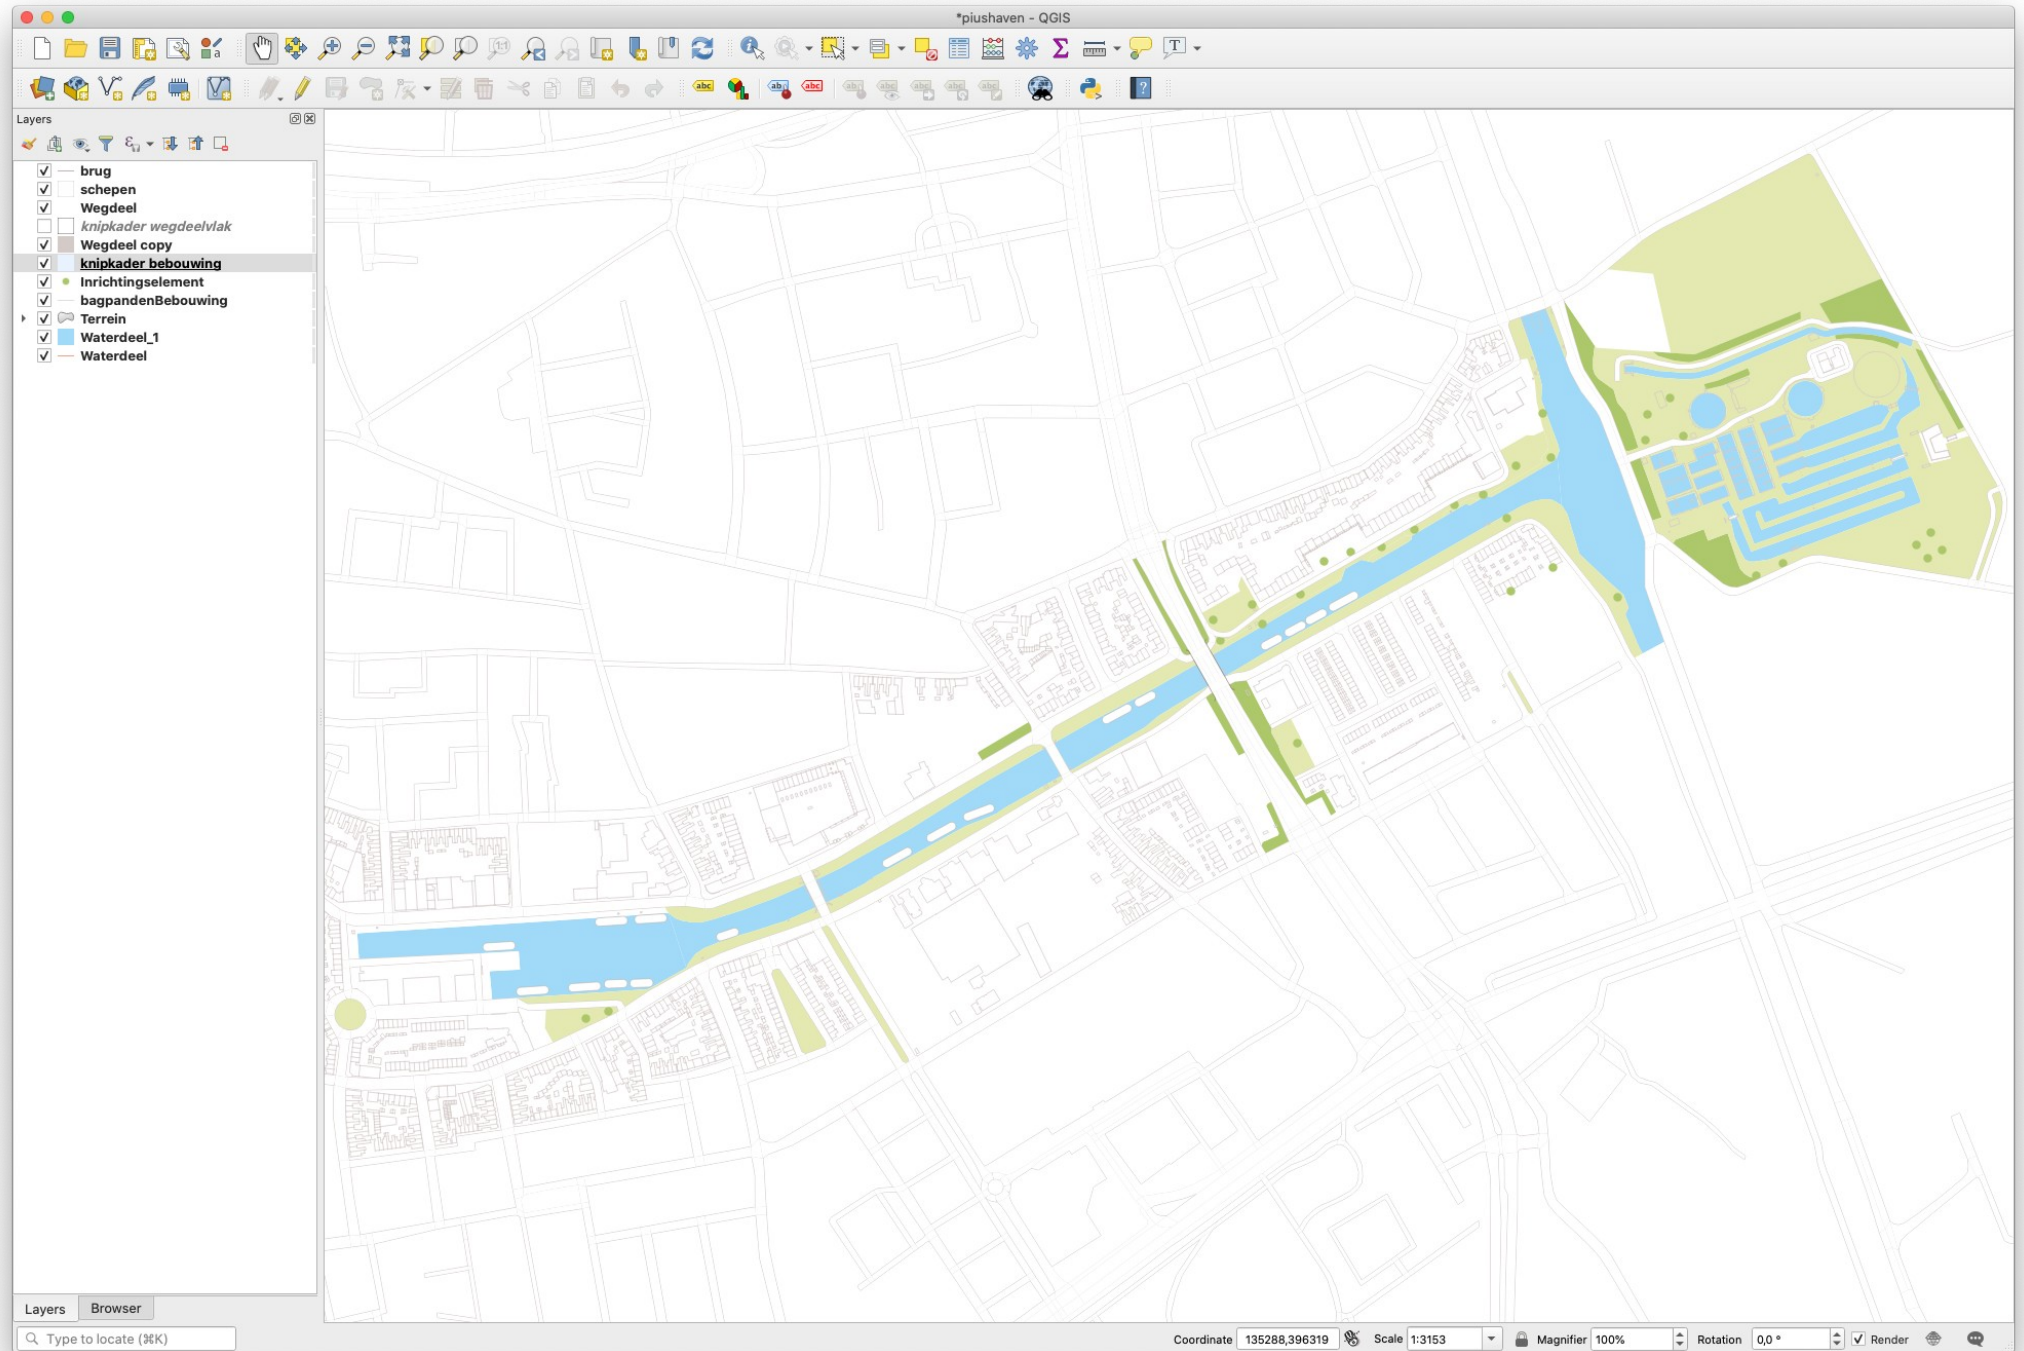 *piushaven - QGIS
Layers
brug
schepen
Wegdeel
knipkader wegdeelvlak
Wegdeel copy
knipkader bebouwing
Inrichtingselement
bagpandenBebouwing
Terrein
Waterdeel_1
Waterdeel
Layers Browser
Type to locate (⌘K)
Coordinate 135288,396319 Scale 1:3153 Magnifier 100% Rotation 0,0 ° Render